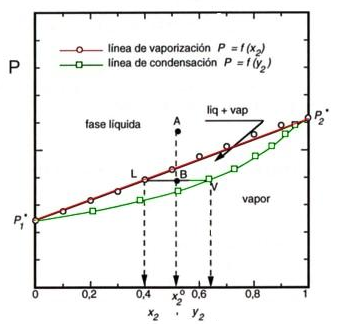 línea de vaporización P = f(x₂)
línea de condensación P = f(y₂)
P
liq + vap
fase líquida
A
P₂*
L
B
V
vapor
P₁*
0 0,2 0,4 0,6 0,8 1
x₂⁰
x₂ , y₂